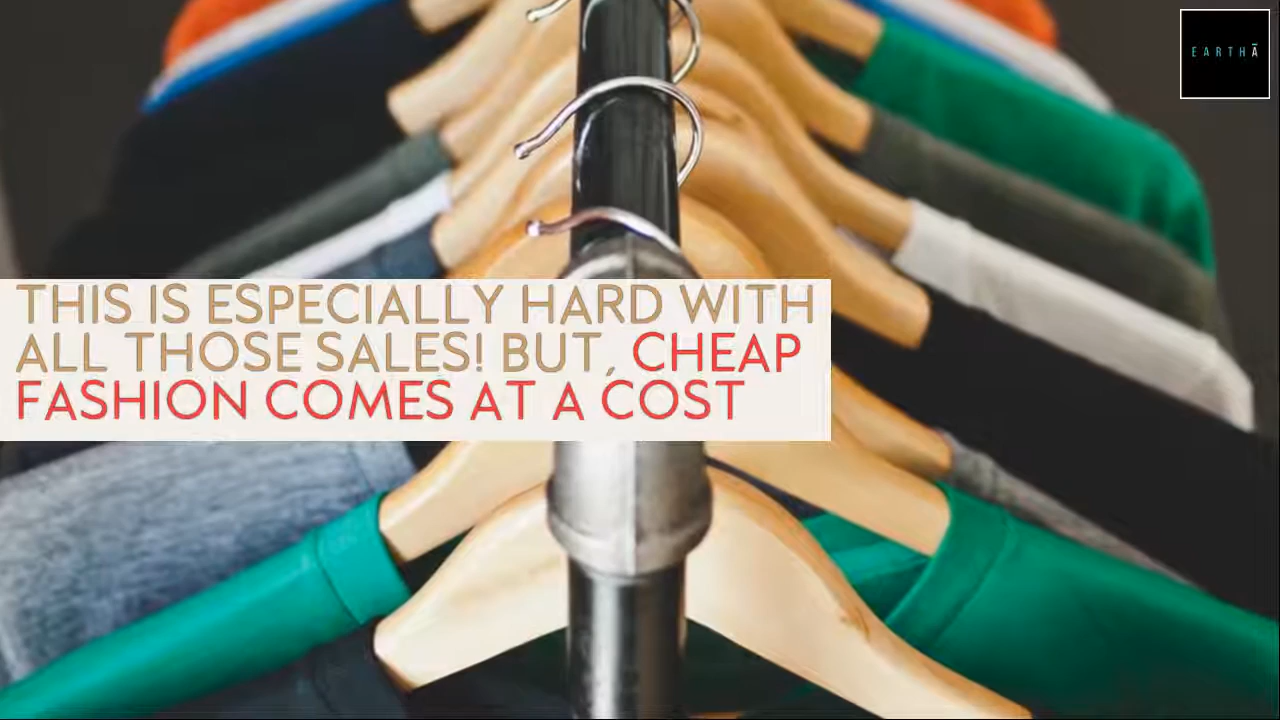 EARTHĀ
THIS IS ESPECIALLY HARD WITH
ALL THOSE SALES! BUT, CHEAP
FASHION COMES AT A COST